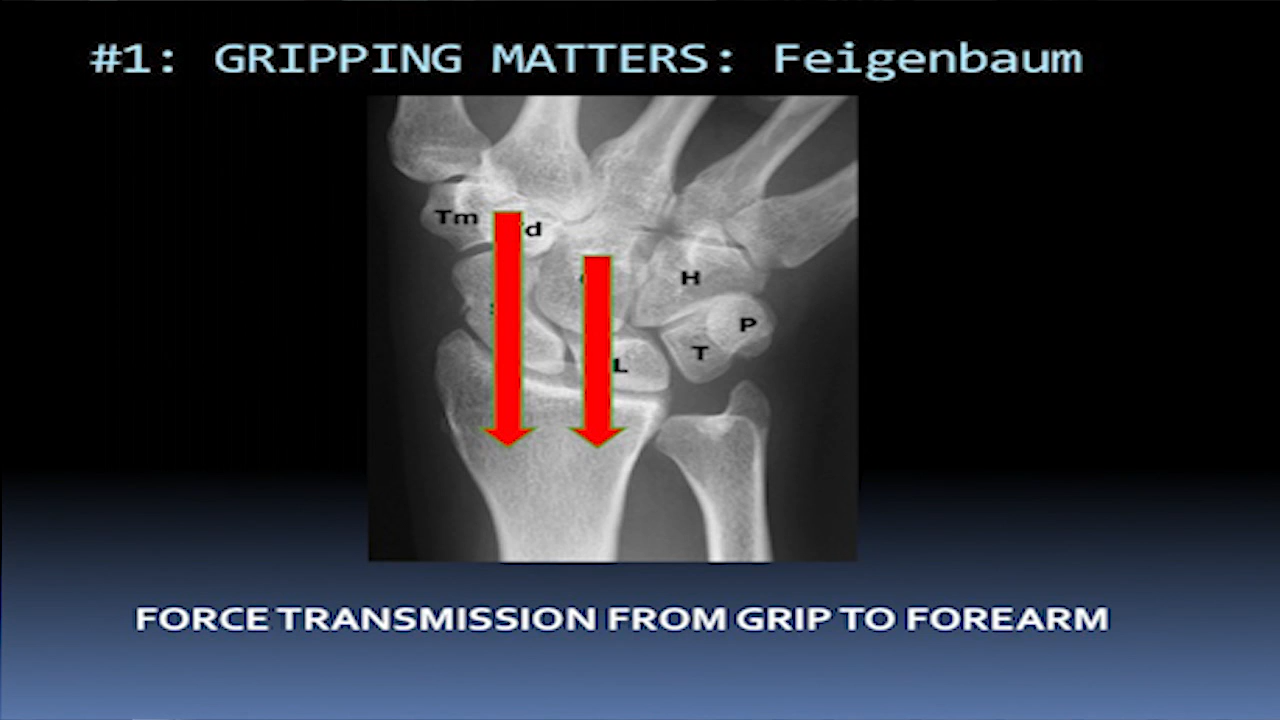 #1: GRIPPING MATTERS: Feigenbaum
Tm
d
H
P
T
L
FORCE TRANSMISSION FROM GRIP TO FOREARM